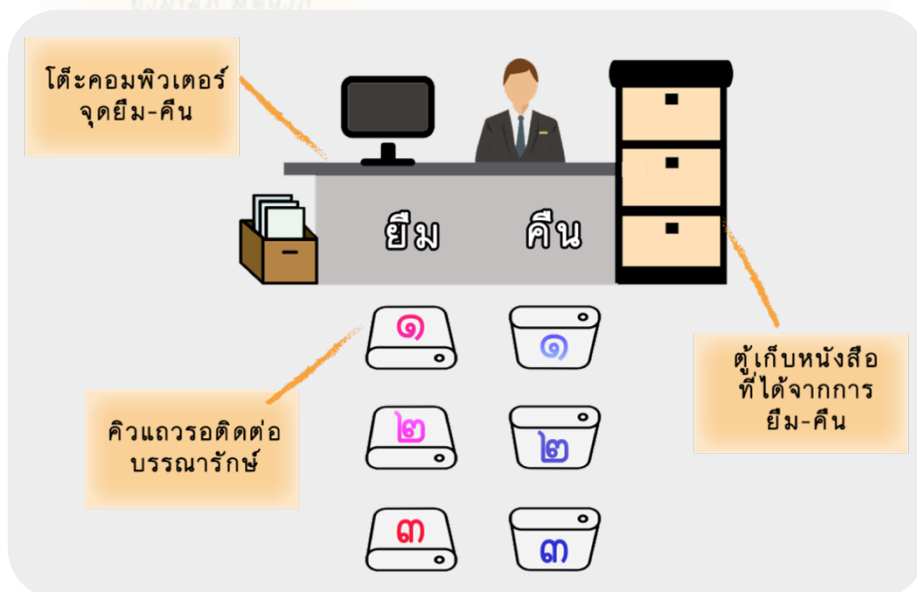 โต๊ะคอมพิวเตอร์
จุดยืม-คืน
ยืม คืน
๑ ๑
๒ ๒
๓ ๓
คิวแถวรอติดต่อ
บรรณารักษ์
ตู้เก็บหนังสือ
ที่ได้จากการ
ยืม-คืน